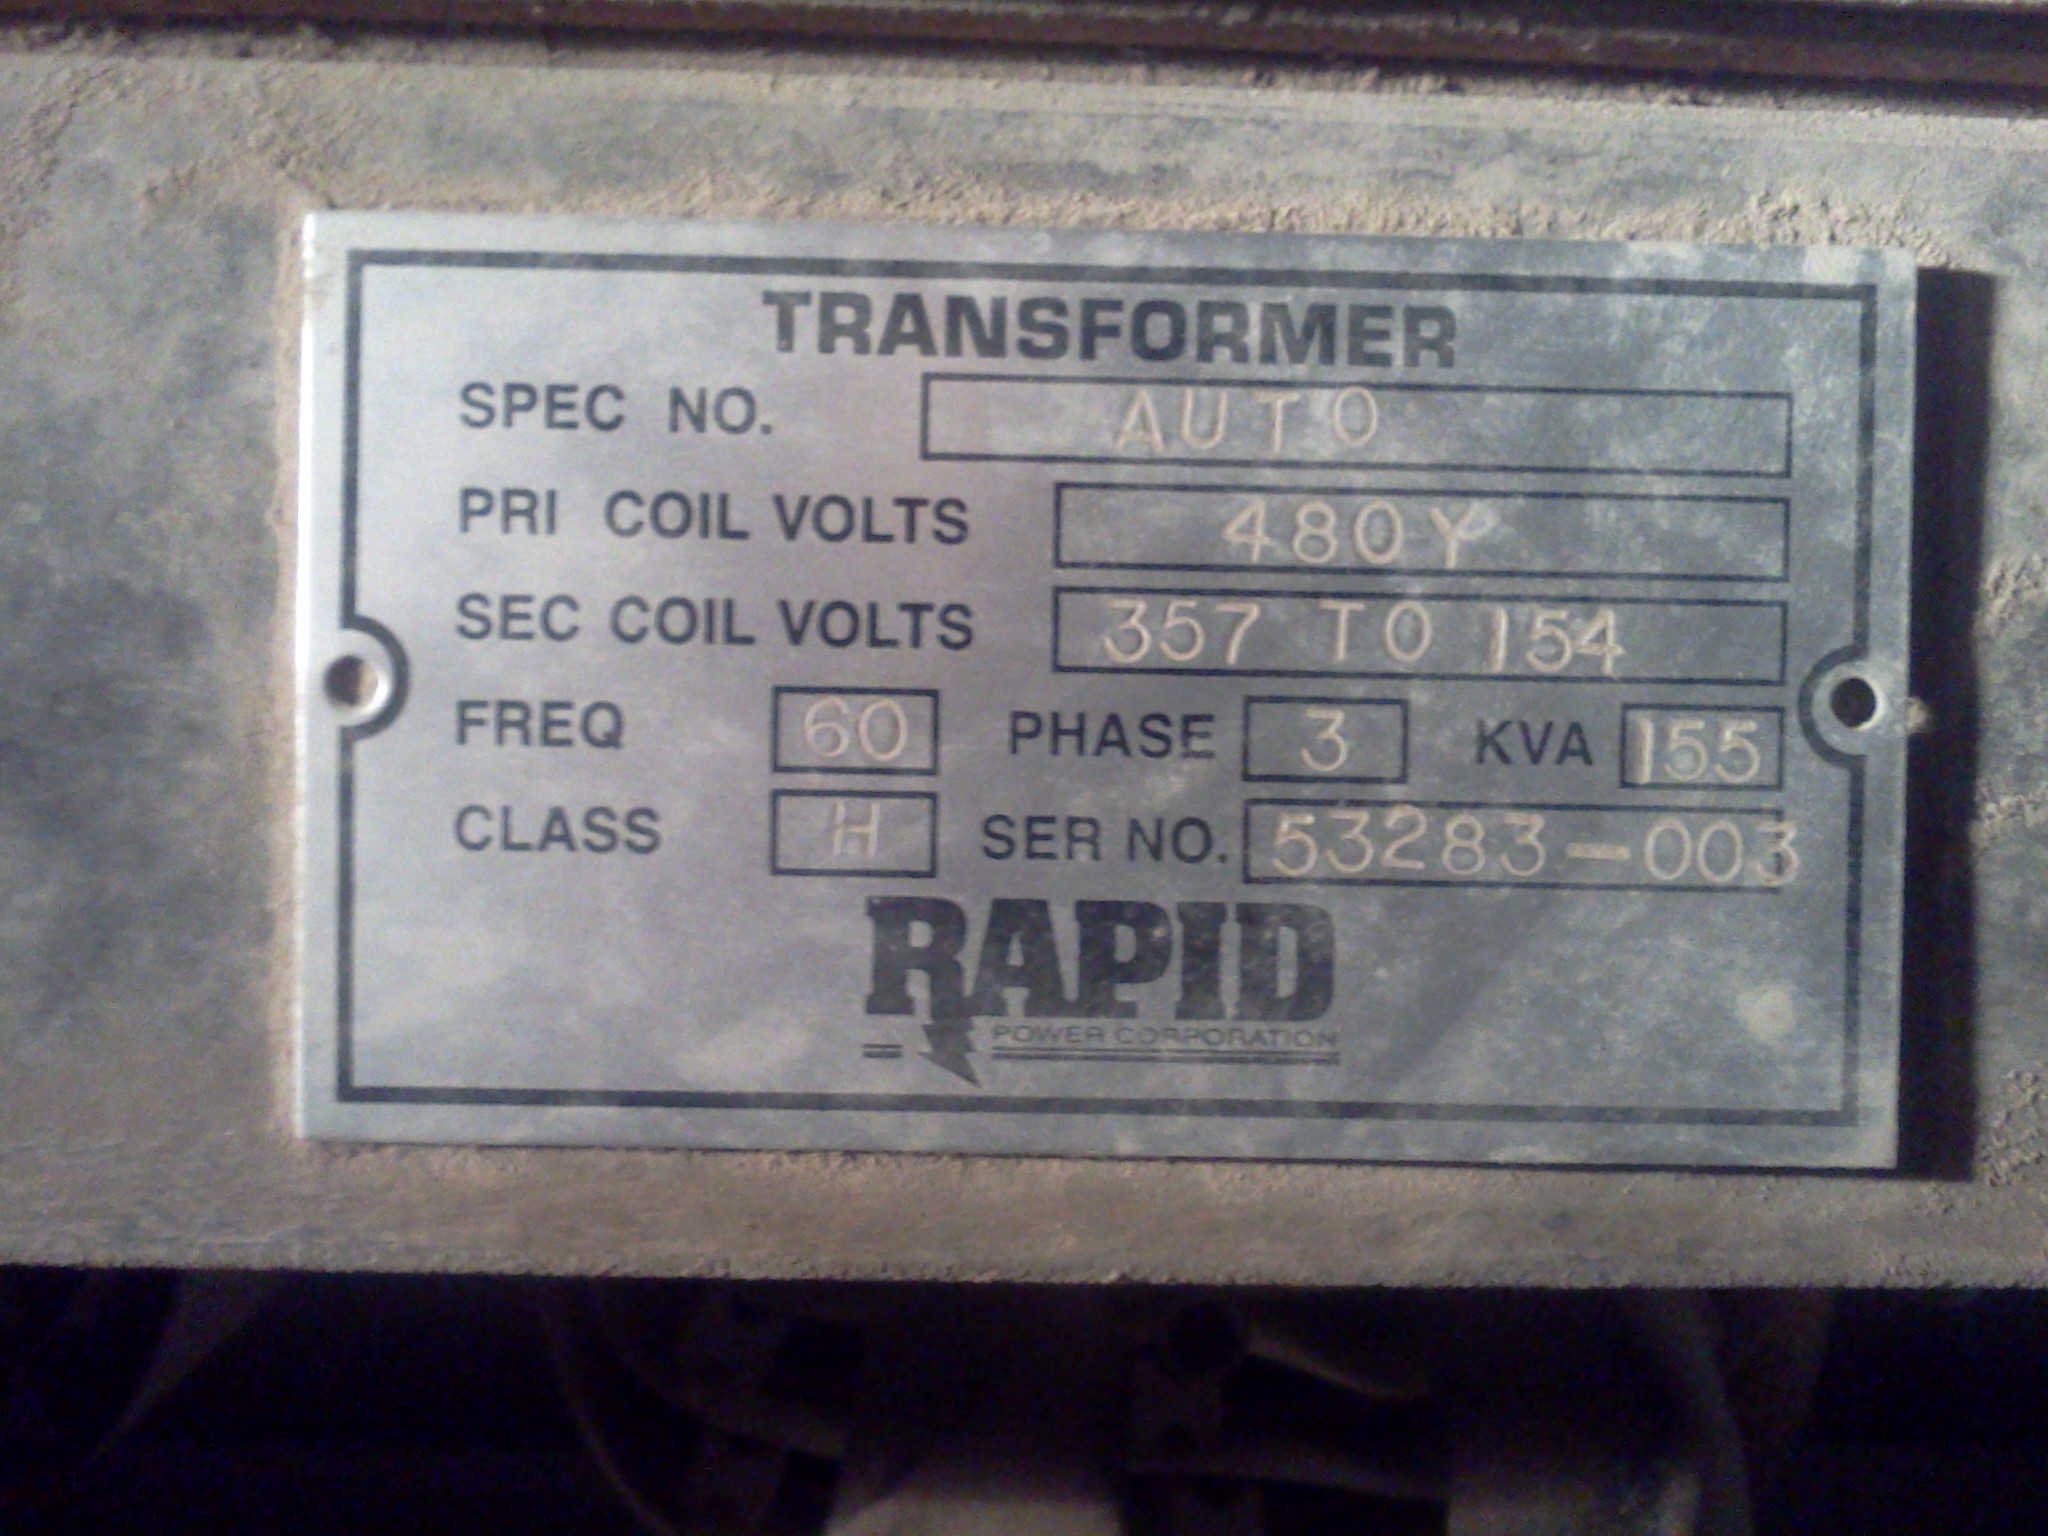 TRANSFORMER
SPEC NO. AUTO
PRI COIL VOLTS 480Y
SEC COIL VOLTS 357 TO 154
FREQ 60 PHASE 3 KVA 155
CLASS H SER NO. 53283-003
RAPID
POWER CORPORATION